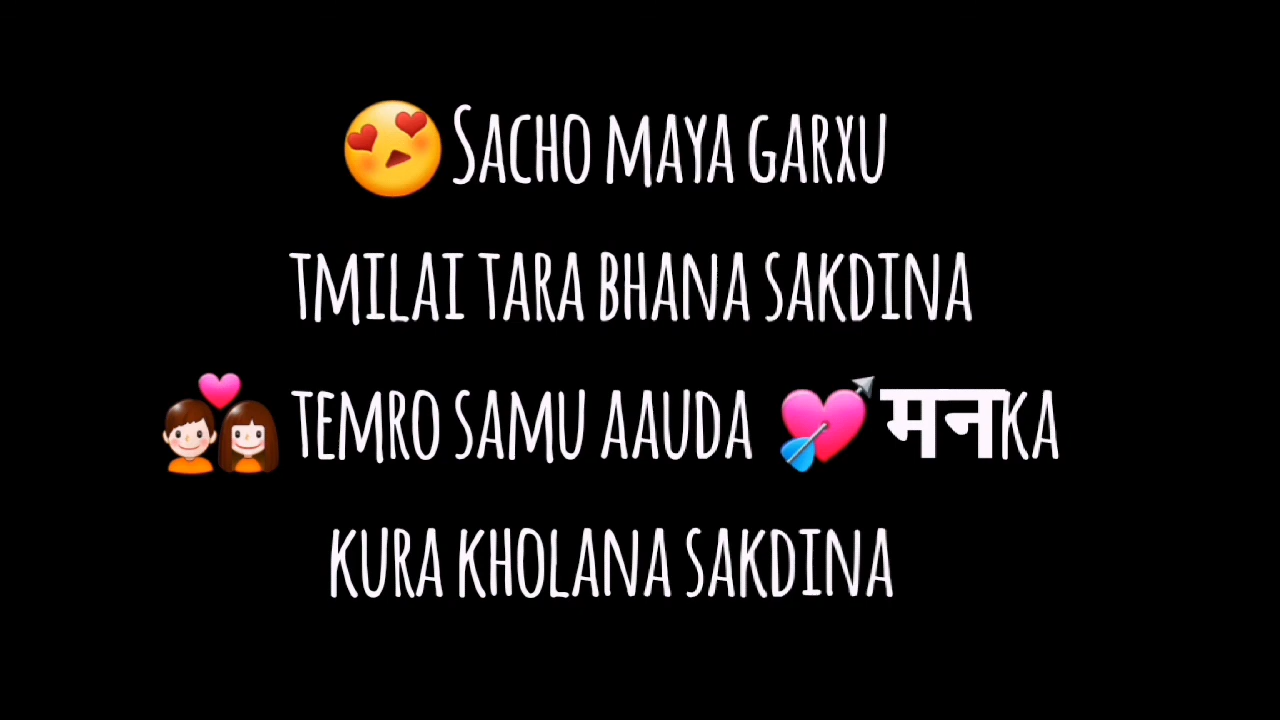 😍 Sacho maya garxu
tmilai tara bhana sakdina
💑 temro samu aauda 💘 मनka
kura kholana sakdina